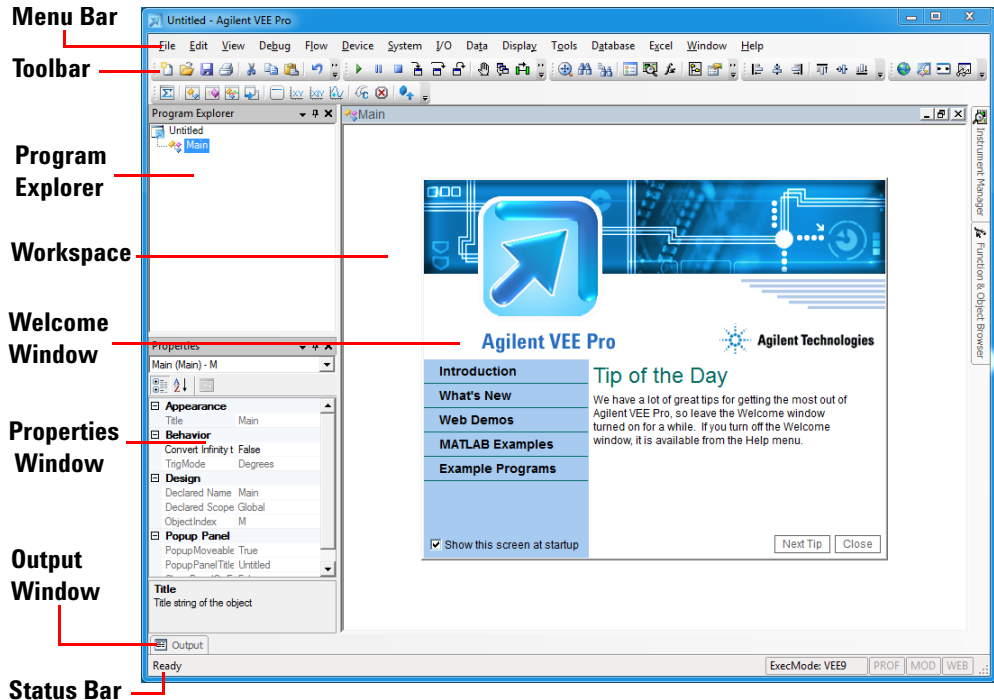 Menu Bar
Untitled - Agilent VEE Pro
File Edit View Debug Flow Device System I/O Data Display Tools Database Excel Window Help
Toolbar
Program Explorer
Main
Untitled
Main
Instrument Manager
Function & Object Browser
Program
Explorer
Workspace
Welcome
Window
Agilent VEE Pro
Agilent Technologies
Introduction
What's New
Web Demos
MATLAB Examples
Example Programs
Tip of the Day
We have a lot of great tips for getting the most out of
Agilent VEE Pro, so leave the Welcome window
turned on for a while. If you turn off the Welcome
window, it is available from the Help menu.
Show this screen at startup
Next Tip Close
Properties
Main (Main) - M
Properties
Window
Appearance
Title Main
Behavior
Convert Infinity t False
TrigMode Degrees
Design
Declared Name Main
Declared Scope Global
ObjectIndex M
Popup Panel
PopupMoveable True
PopupPanelTitle Untitled
Title
Title string of the object
Output
Window
Output
Ready
ExecMode: VEE9 PROF MOD WEB
Status Bar